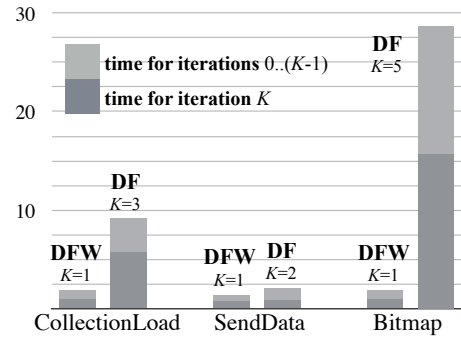 30
20
10
time for iterations 0..(K-1)
time for iteration K
DFW
K=1
DF
K=3
DFW
K=1
DF
K=2
DFW
K=1
DF
K=5
CollectionLoad
SendData
Bitmap